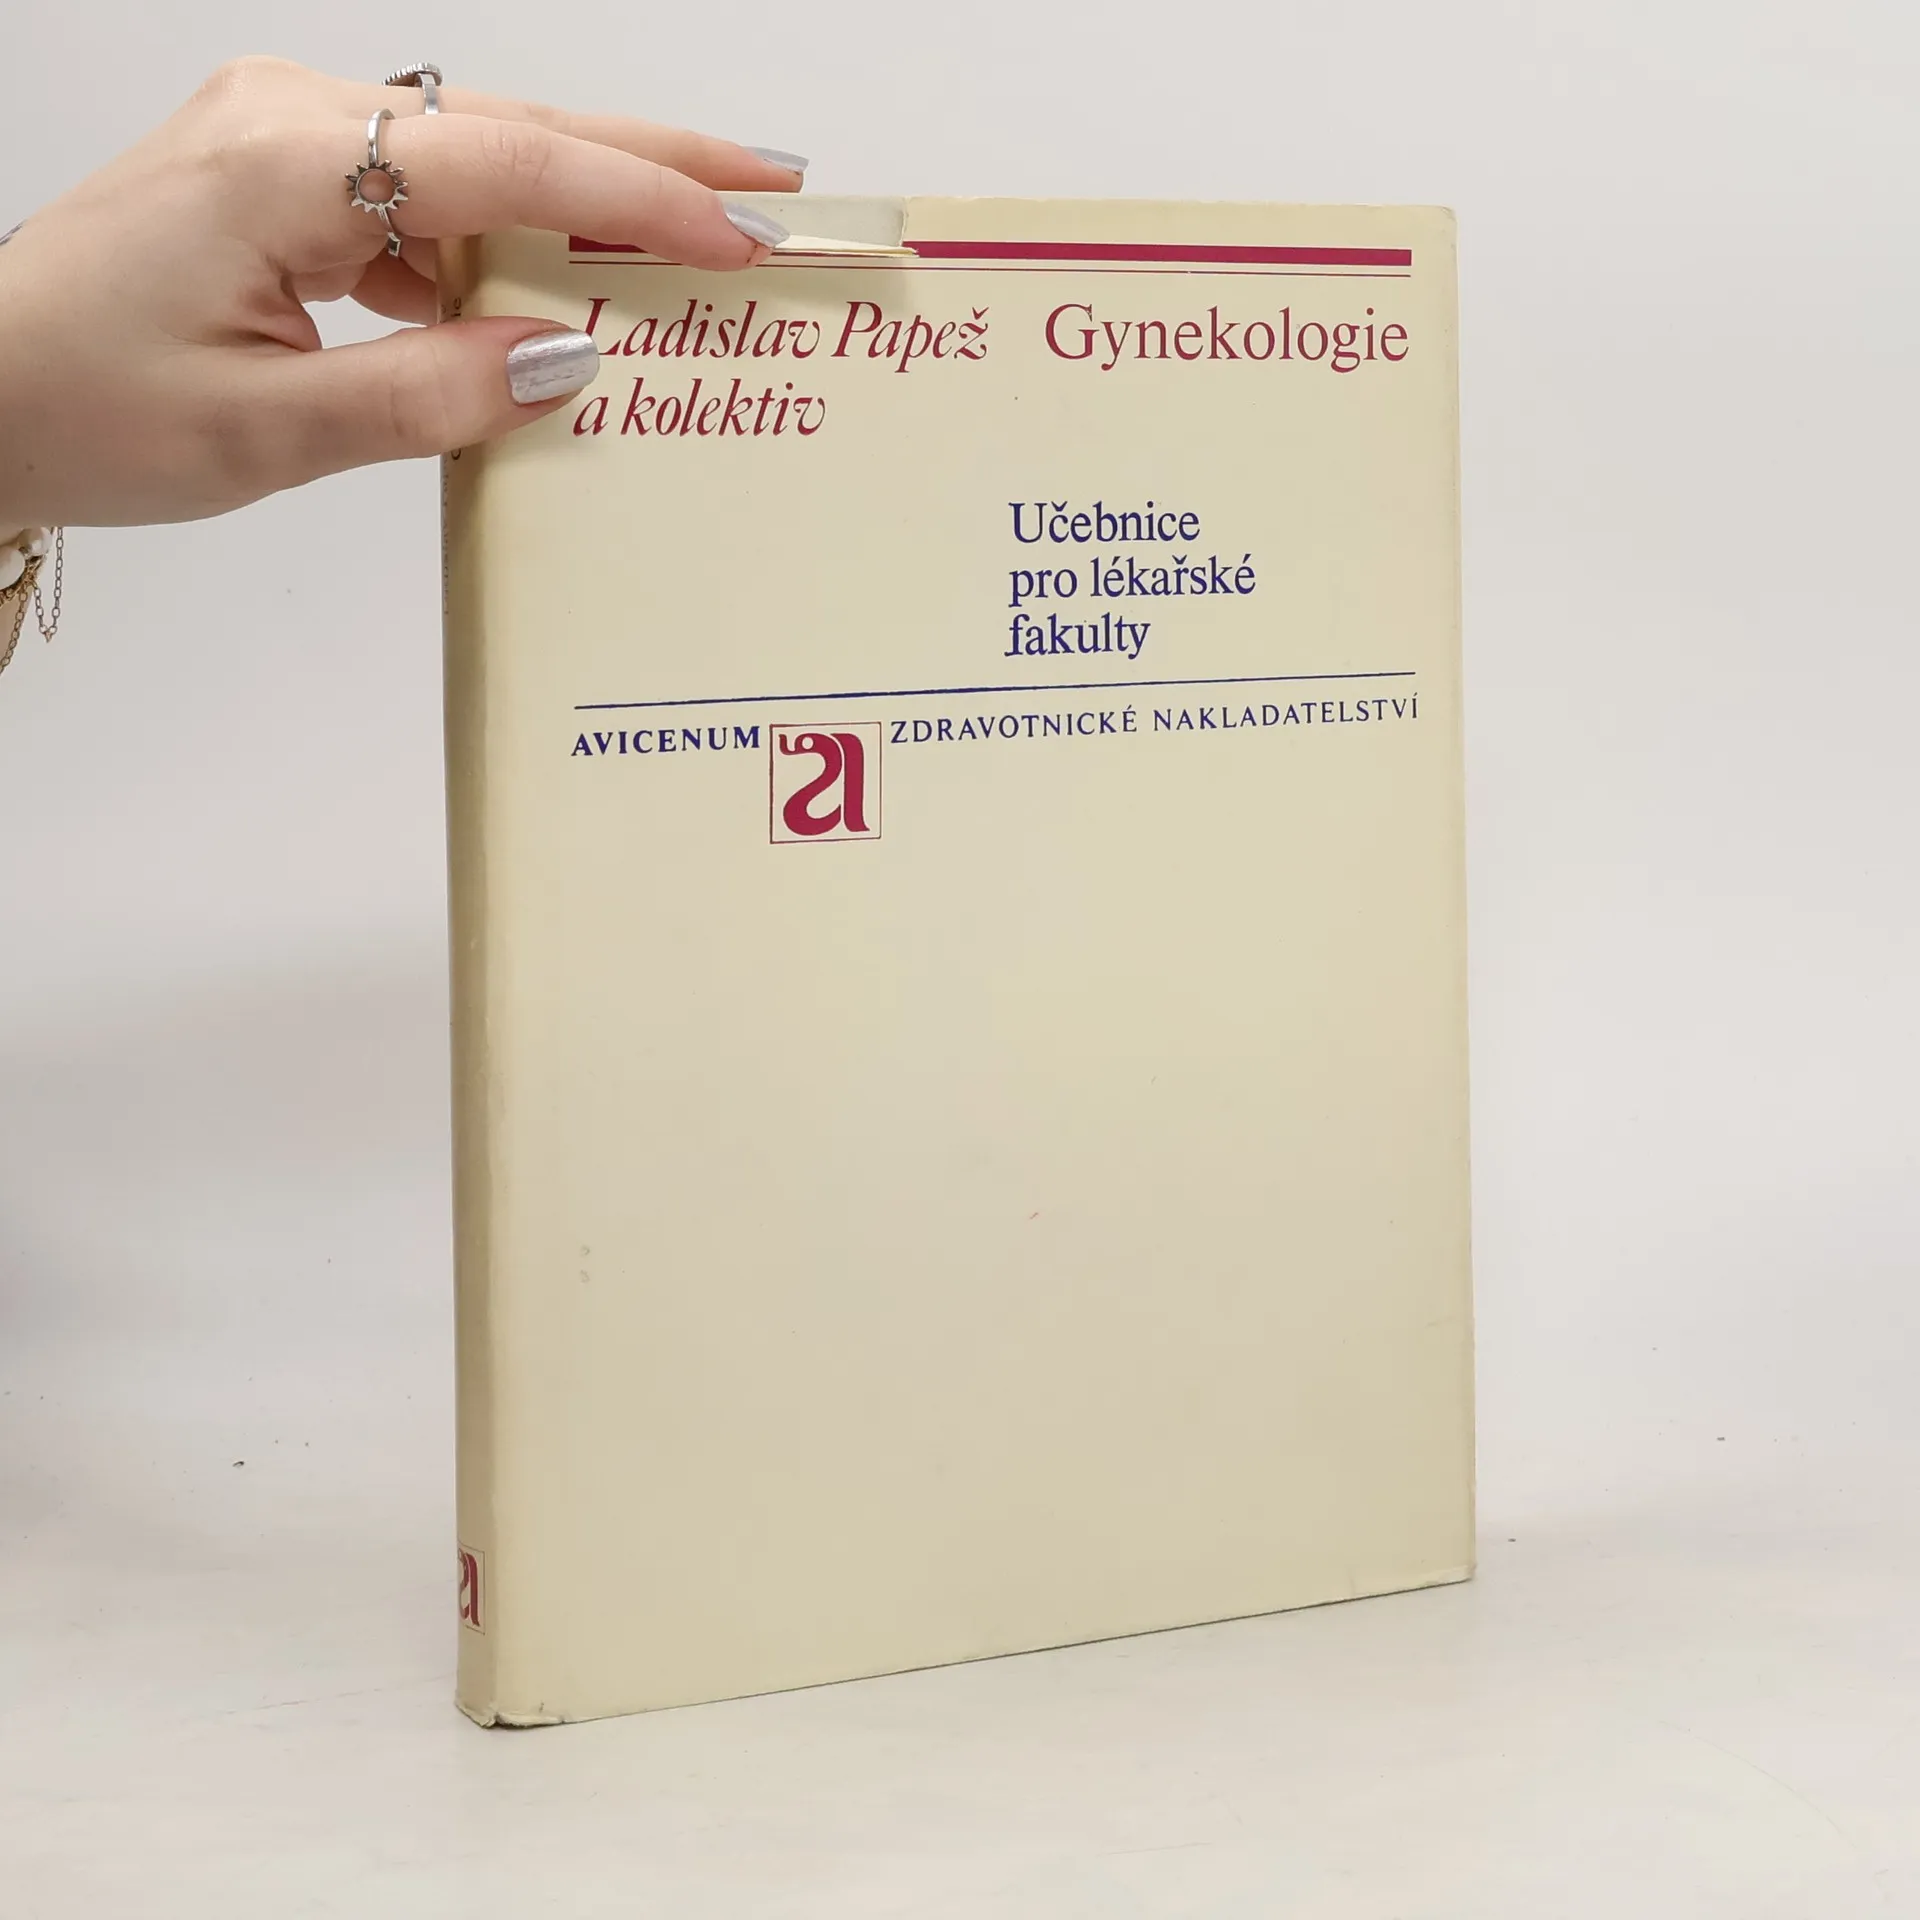 Ladislav Papež Gynekologie
a kolektiv
Učebnice
pro lékařské
fakulty
AVICENUM a ZDRAVOTNICKÉ NAKLADATELSTVÍ